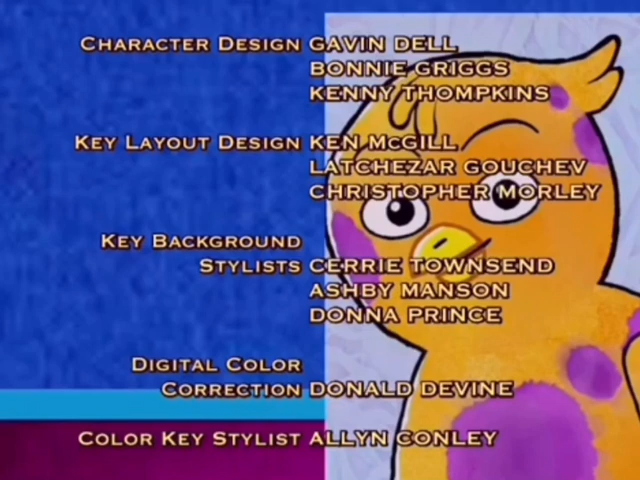 CHARACTER DESIGN GAVIN DELL
BONNIE GRIGGS
KENNY THOMPKINS
KEY LAYOUT DESIGN KEN MCGILL
LATCHEZAR GOUCHEV
CHRISTOPHER MORLEY
KEY BACKGROUND
STYLISTS CERRIE TOWNSEND
ASHBY MANSON
DONNA PRINCE
DIGITAL COLOR
CORRECTION DONALD DEVINE
COLOR KEY STYLIST ALLYN CONLEY